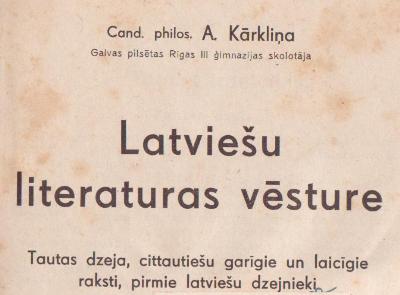 Cand. philos. A. Kārkliņa
Galvas pilsētas Rīgas III ģimnazijas skolotāja
Latviešu
literaturas vēsture
Tautas dzeja, cittautiešu garīgie un laicīgie
raksti, pirmie latviešu dzejnieki